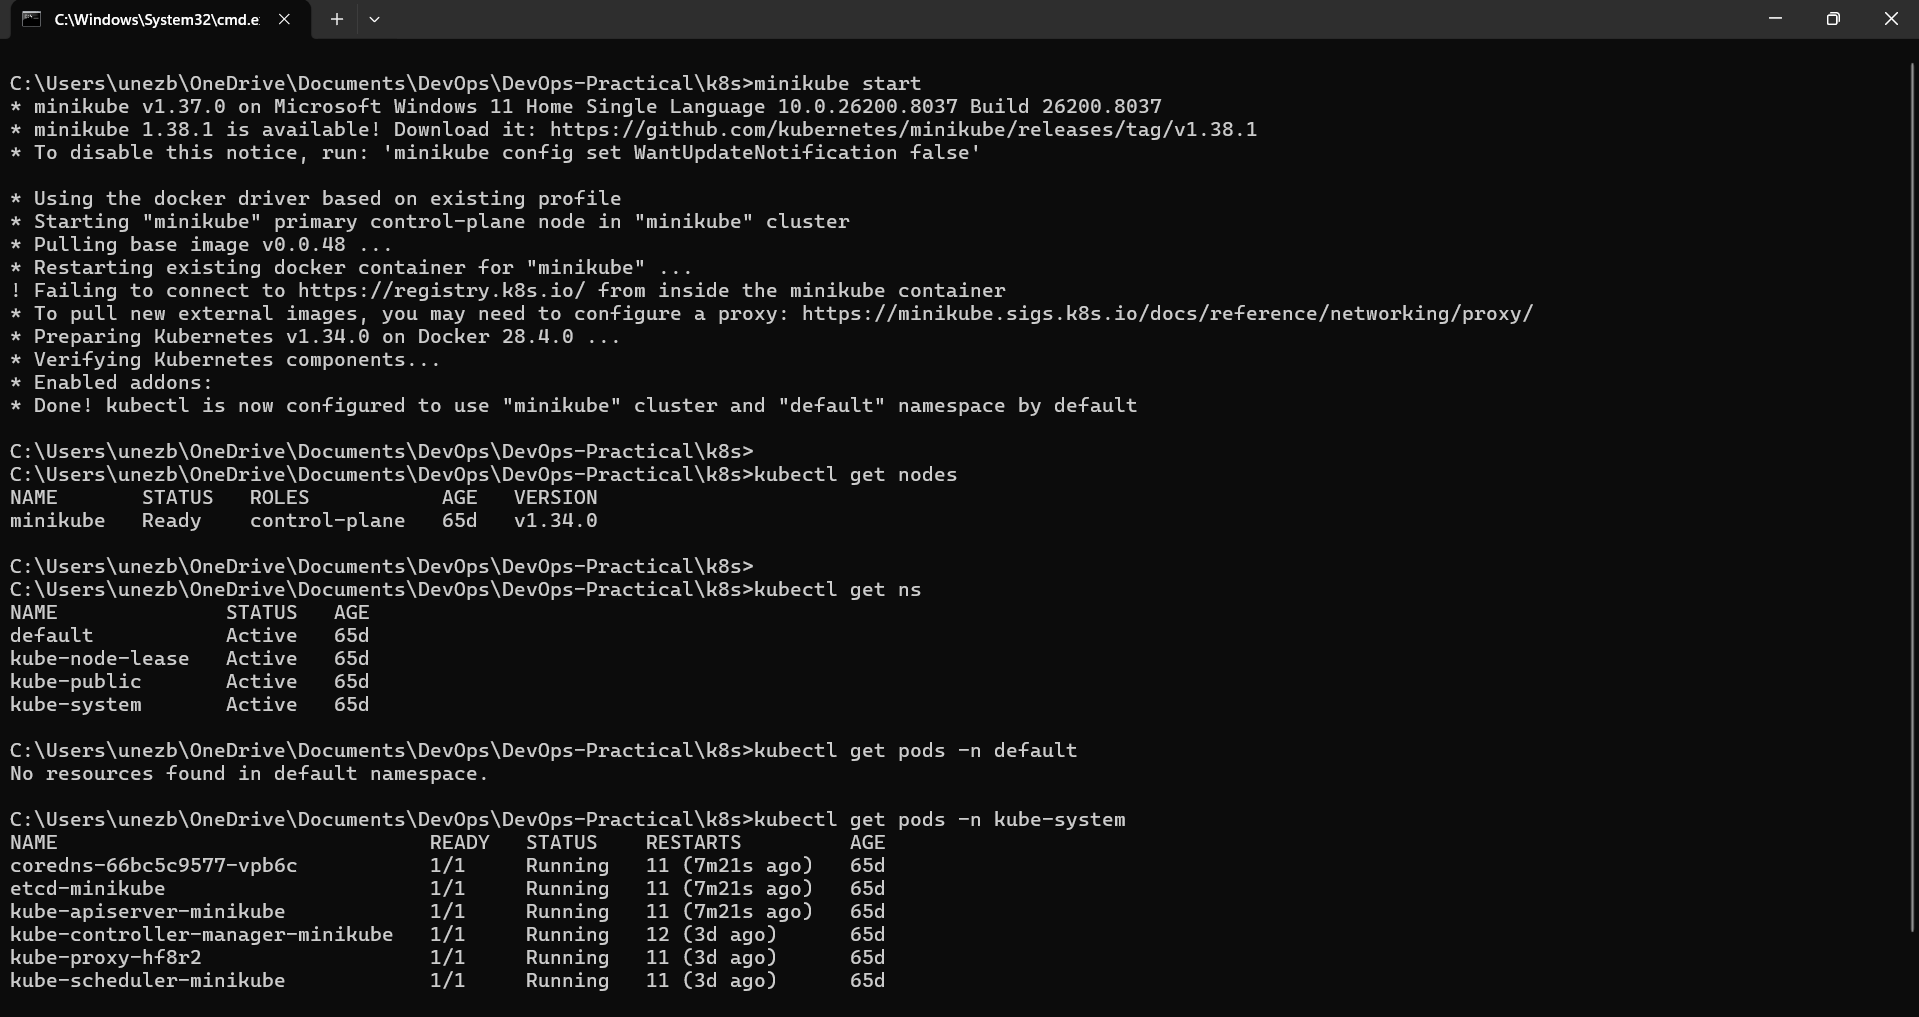 C:\Windows\System32\cmd.e
C:\Users\unezb\OneDrive\Documents\DevOps\DevOps-Practical\k8s>minikube start
* minikube v1.37.0 on Microsoft Windows 11 Home Single Language 10.0.26200.8037 Build 26200.8037
* minikube 1.38.1 is available! Download it: https://github.com/kubernetes/minikube/releases/tag/v1.38.1
* To disable this notice, run: 'minikube config set WantUpdateNotification false'
* Using the docker driver based on existing profile
* Starting "minikube" primary control-plane node in "minikube" cluster
* Pulling base image v0.0.48 ...
* Restarting existing docker container for "minikube" ...
! Failing to connect to https://registry.k8s.io/ from inside the minikube container
* To pull new external images, you may need to configure a proxy: https://minikube.sigs.k8s.io/docs/reference/networking/proxy/
* Preparing Kubernetes v1.34.0 on Docker 28.4.0 ...
* Verifying Kubernetes components...
* Enabled addons:
* Done! kubectl is now configured to use "minikube" cluster and "default" namespace by default
C:\Users\unezb\OneDrive\Documents\DevOps\DevOps-Practical\k8s>
C:\Users\unezb\OneDrive\Documents\DevOps\DevOps-Practical\k8s>kubectl get nodes
NAME       STATUS   ROLES           AGE   VERSION
minikube   Ready    control-plane   65d   v1.34.0
C:\Users\unezb\OneDrive\Documents\DevOps\DevOps-Practical\k8s>
C:\Users\unezb\OneDrive\Documents\DevOps\DevOps-Practical\k8s>kubectl get ns
NAME              STATUS   AGE
default           Active   65d
kube-node-lease   Active   65d
kube-public       Active   65d
kube-system       Active   65d
C:\Users\unezb\OneDrive\Documents\DevOps\DevOps-Practical\k8s>kubectl get pods -n default
No resources found in default namespace.
C:\Users\unezb\OneDrive\Documents\DevOps\DevOps-Practical\k8s>kubectl get pods -n kube-system
NAME                               READY   STATUS    RESTARTS         AGE
coredns-66bc5c9577-vpb6c           1/1     Running   11 (7m21s ago)   65d
etcd-minikube                      1/1     Running   11 (7m21s ago)   65d
kube-apiserver-minikube            1/1     Running   11 (7m21s ago)   65d
kube-controller-manager-minikube   1/1     Running   12 (3d ago)      65d
kube-proxy-hf8r2                   1/1     Running   11 (3d ago)      65d
kube-scheduler-minikube            1/1     Running   11 (3d ago)      65d